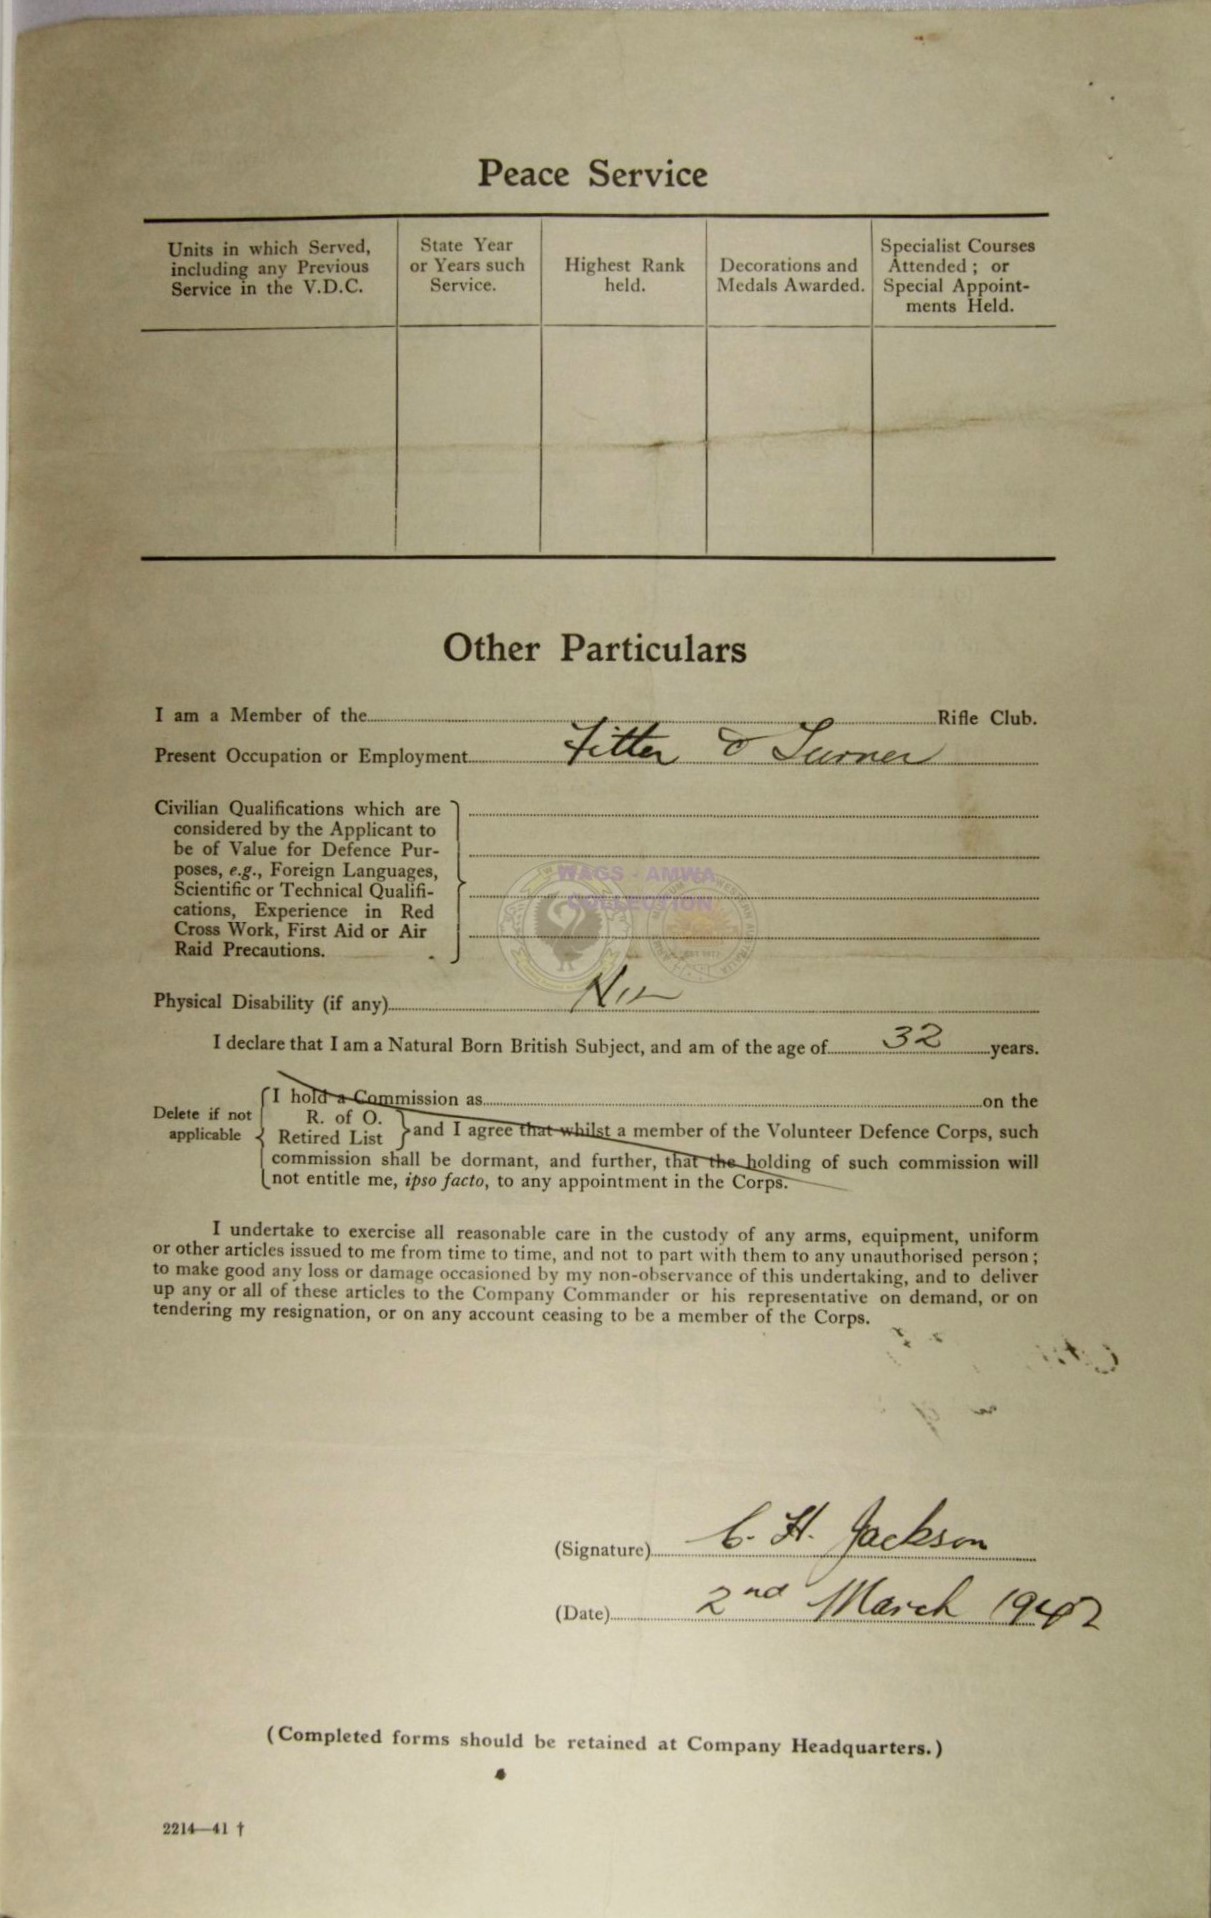 Peace Service
Units in which Served,
including any Previous
Service in the V.D.C.
State Year
or Years such
Service.
Highest Rank
held.
Decorations and
Medals Awarded.
Specialist Courses
Attended; or
Special Appoint-
ments Held.
Other Particulars
I am a Member of the Rifle Club.
Present Occupation or Employment Fitter & Turner
Civilian Qualifications which are
considered by the Applicant to
be of Value for Defence Pur-
poses, e.g., Foreign Languages,
Scientific or Technical Qualifi-
cations, Experience in Red
Cross Work, First Aid or Air
Raid Precautions.
WAGS - AMWA
COLLECTION
Physical Disability (if any) Nil
I declare that I am a Natural Born British Subject, and am of the age of 32 years.
Delete if not
applicable
I hold a Commission as on the
R. of O.
Retired List
and I agree that whilst a member of the Volunteer Defence Corps, such
commission shall be dormant, and further, that the holding of such commission will
not entitle me, ipso facto, to any appointment in the Corps.
I undertake to exercise all reasonable care in the custody of any arms, equipment, uniform
or other articles issued to me from time to time, and not to part with them to any unauthorised person;
to make good any loss or damage occasioned by my non-observance of this undertaking, and to deliver
up any or all of these articles to the Company Commander or his representative on demand, or on
tendering my resignation, or on any account ceasing to be a member of the Corps.
(Signature) C. H. Jackson
(Date) 2nd March 1942
(Completed forms should be retained at Company Headquarters.)
2214—41 †